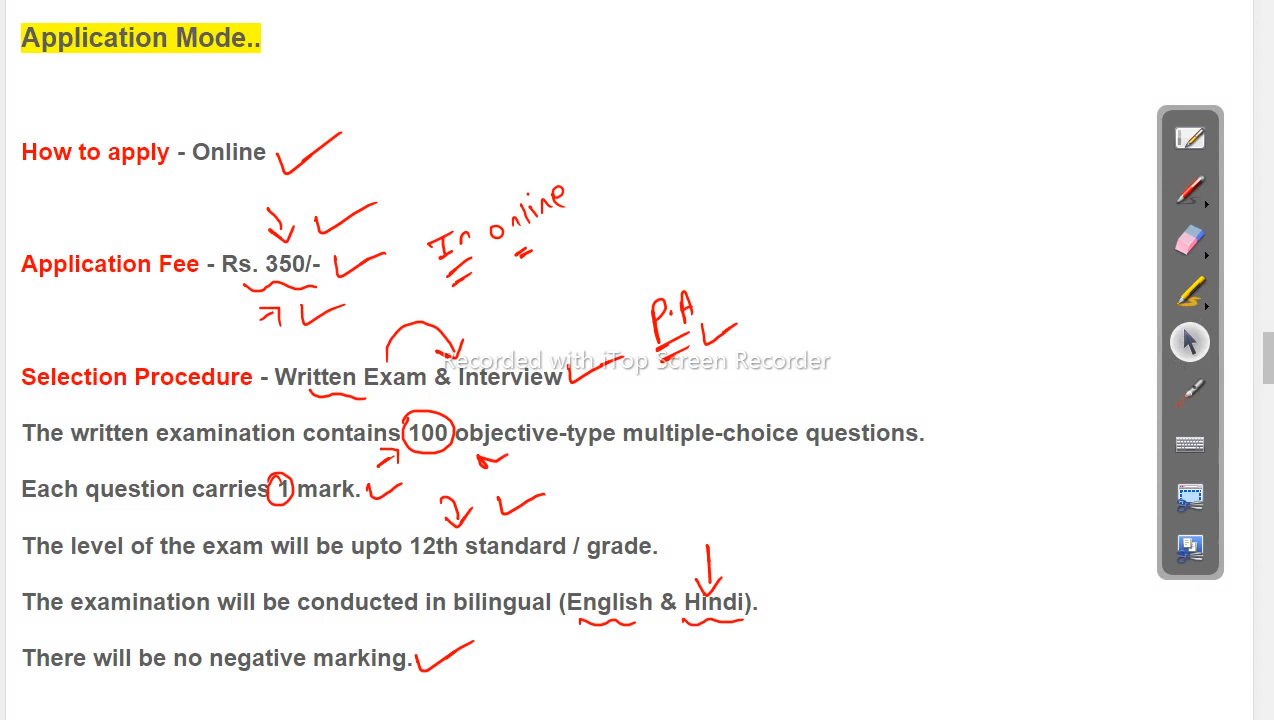 Application Mode..
How to apply - Online
In online
Application Fee - Rs. 350/-
P.A
Recorded with iTop Screen Recorder
Selection Procedure - Written Exam & Interview
The written examination contains 100 objective-type multiple-choice questions.
Each question carries 1 mark.
The level of the exam will be upto 12th standard / grade.
The examination will be conducted in bilingual (English & Hindi).
There will be no negative marking.